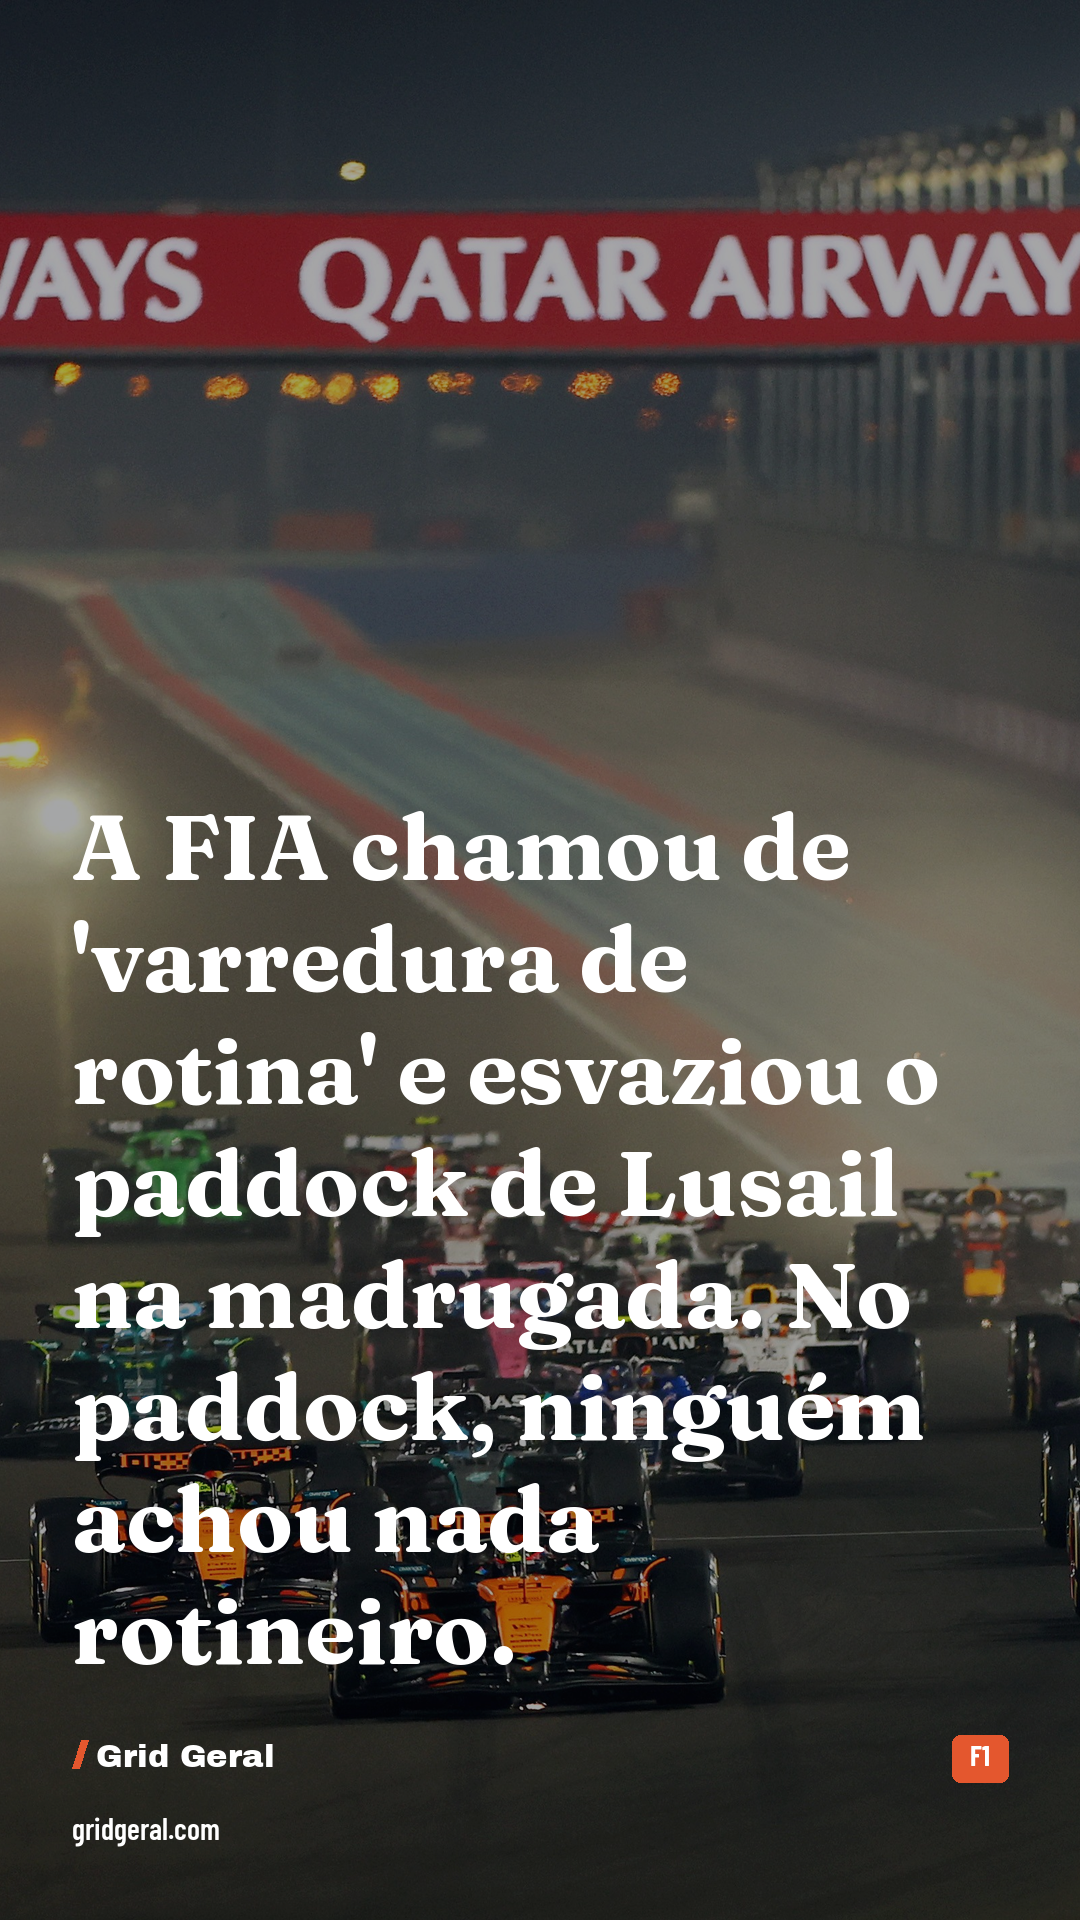 WAYS QATAR AIRWAY
A FIA chamou de
'varredura de
rotina' e esvaziou o
paddock de Lusail
na madrugada. No
paddock, ninguém
achou nada
rotineiro.
/ Grid Geral
F1
gridgeral.com